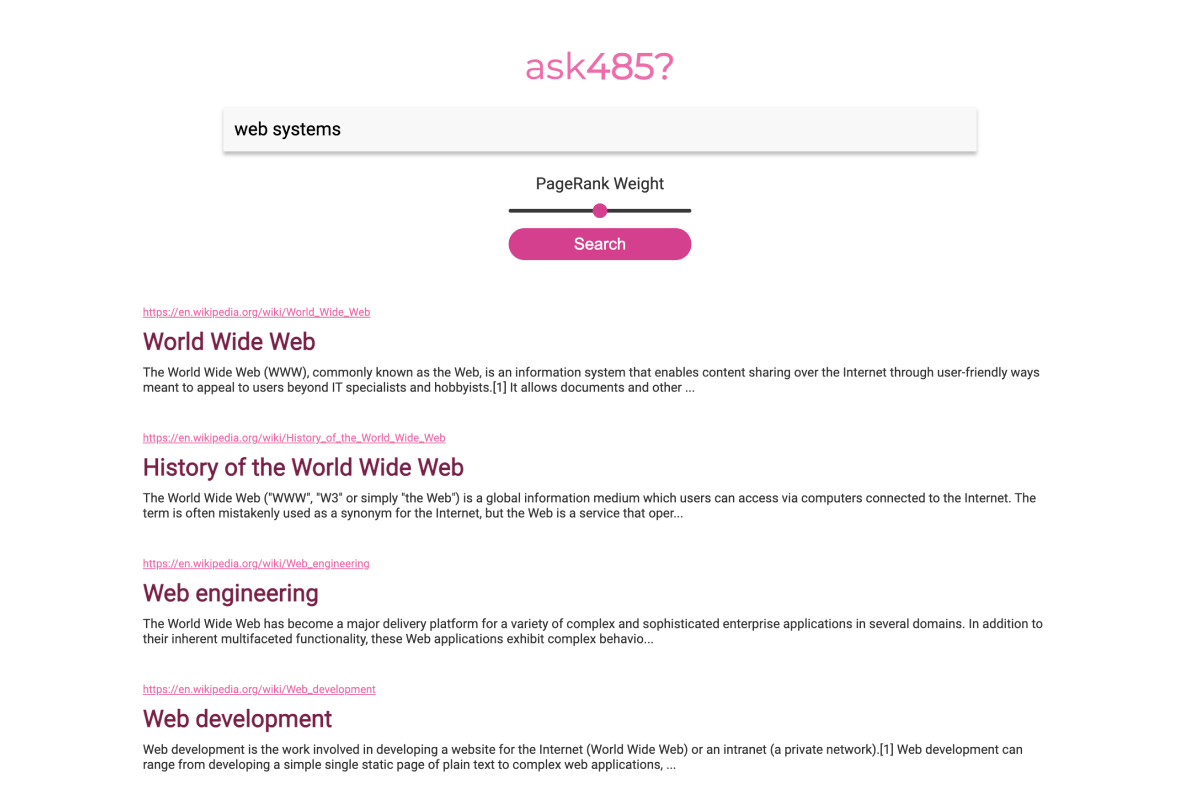 ask485?
web systems
PageRank Weight
Search
https://en.wikipedia.org/wiki/World_Wide_Web
World Wide Web
The World Wide Web (WWW), commonly known as the Web, is an information system that enables content sharing over the Internet through user-friendly ways
meant to appeal to users beyond IT specialists and hobbyists.[1] It allows documents and other ...
https://en.wikipedia.org/wiki/History_of_the_World_Wide_Web
History of the World Wide Web
The World Wide Web ("WWW", "W3" or simply "the Web") is a global information medium which users can access via computers connected to the Internet. The
term is often mistakenly used as a synonym for the Internet, but the Web is a service that oper...
https://en.wikipedia.org/wiki/Web_engineering
Web engineering
The World Wide Web has become a major delivery platform for a variety of complex and sophisticated enterprise applications in several domains. In addition to
their inherent multifaceted functionality, these Web applications exhibit complex behavio...
https://en.wikipedia.org/wiki/Web_development
Web development
Web development is the work involved in developing a website for the Internet (World Wide Web) or an intranet (a private network).[1] Web development can
range from developing a simple single static page of plain text to complex web applications, ...